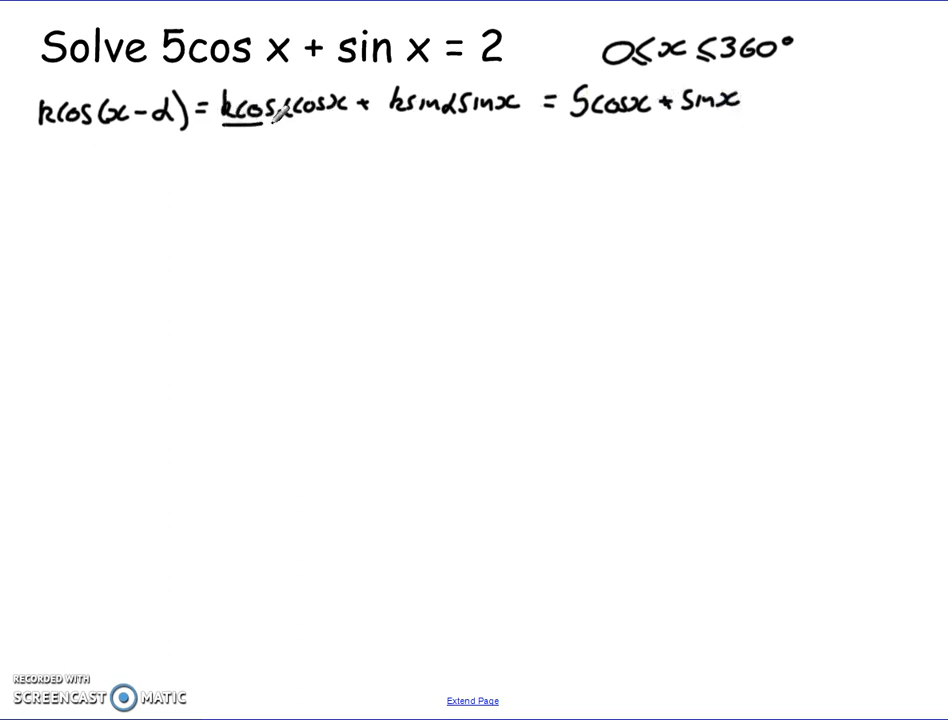 Solve 5cos x + sin x = 2 0≤x≤360°
kcos(x-α) = kcosαcosx + ksinαsinx = 5cosx + sinx
RECORDED WITH
SCREENCAST MATIC
Extend Page